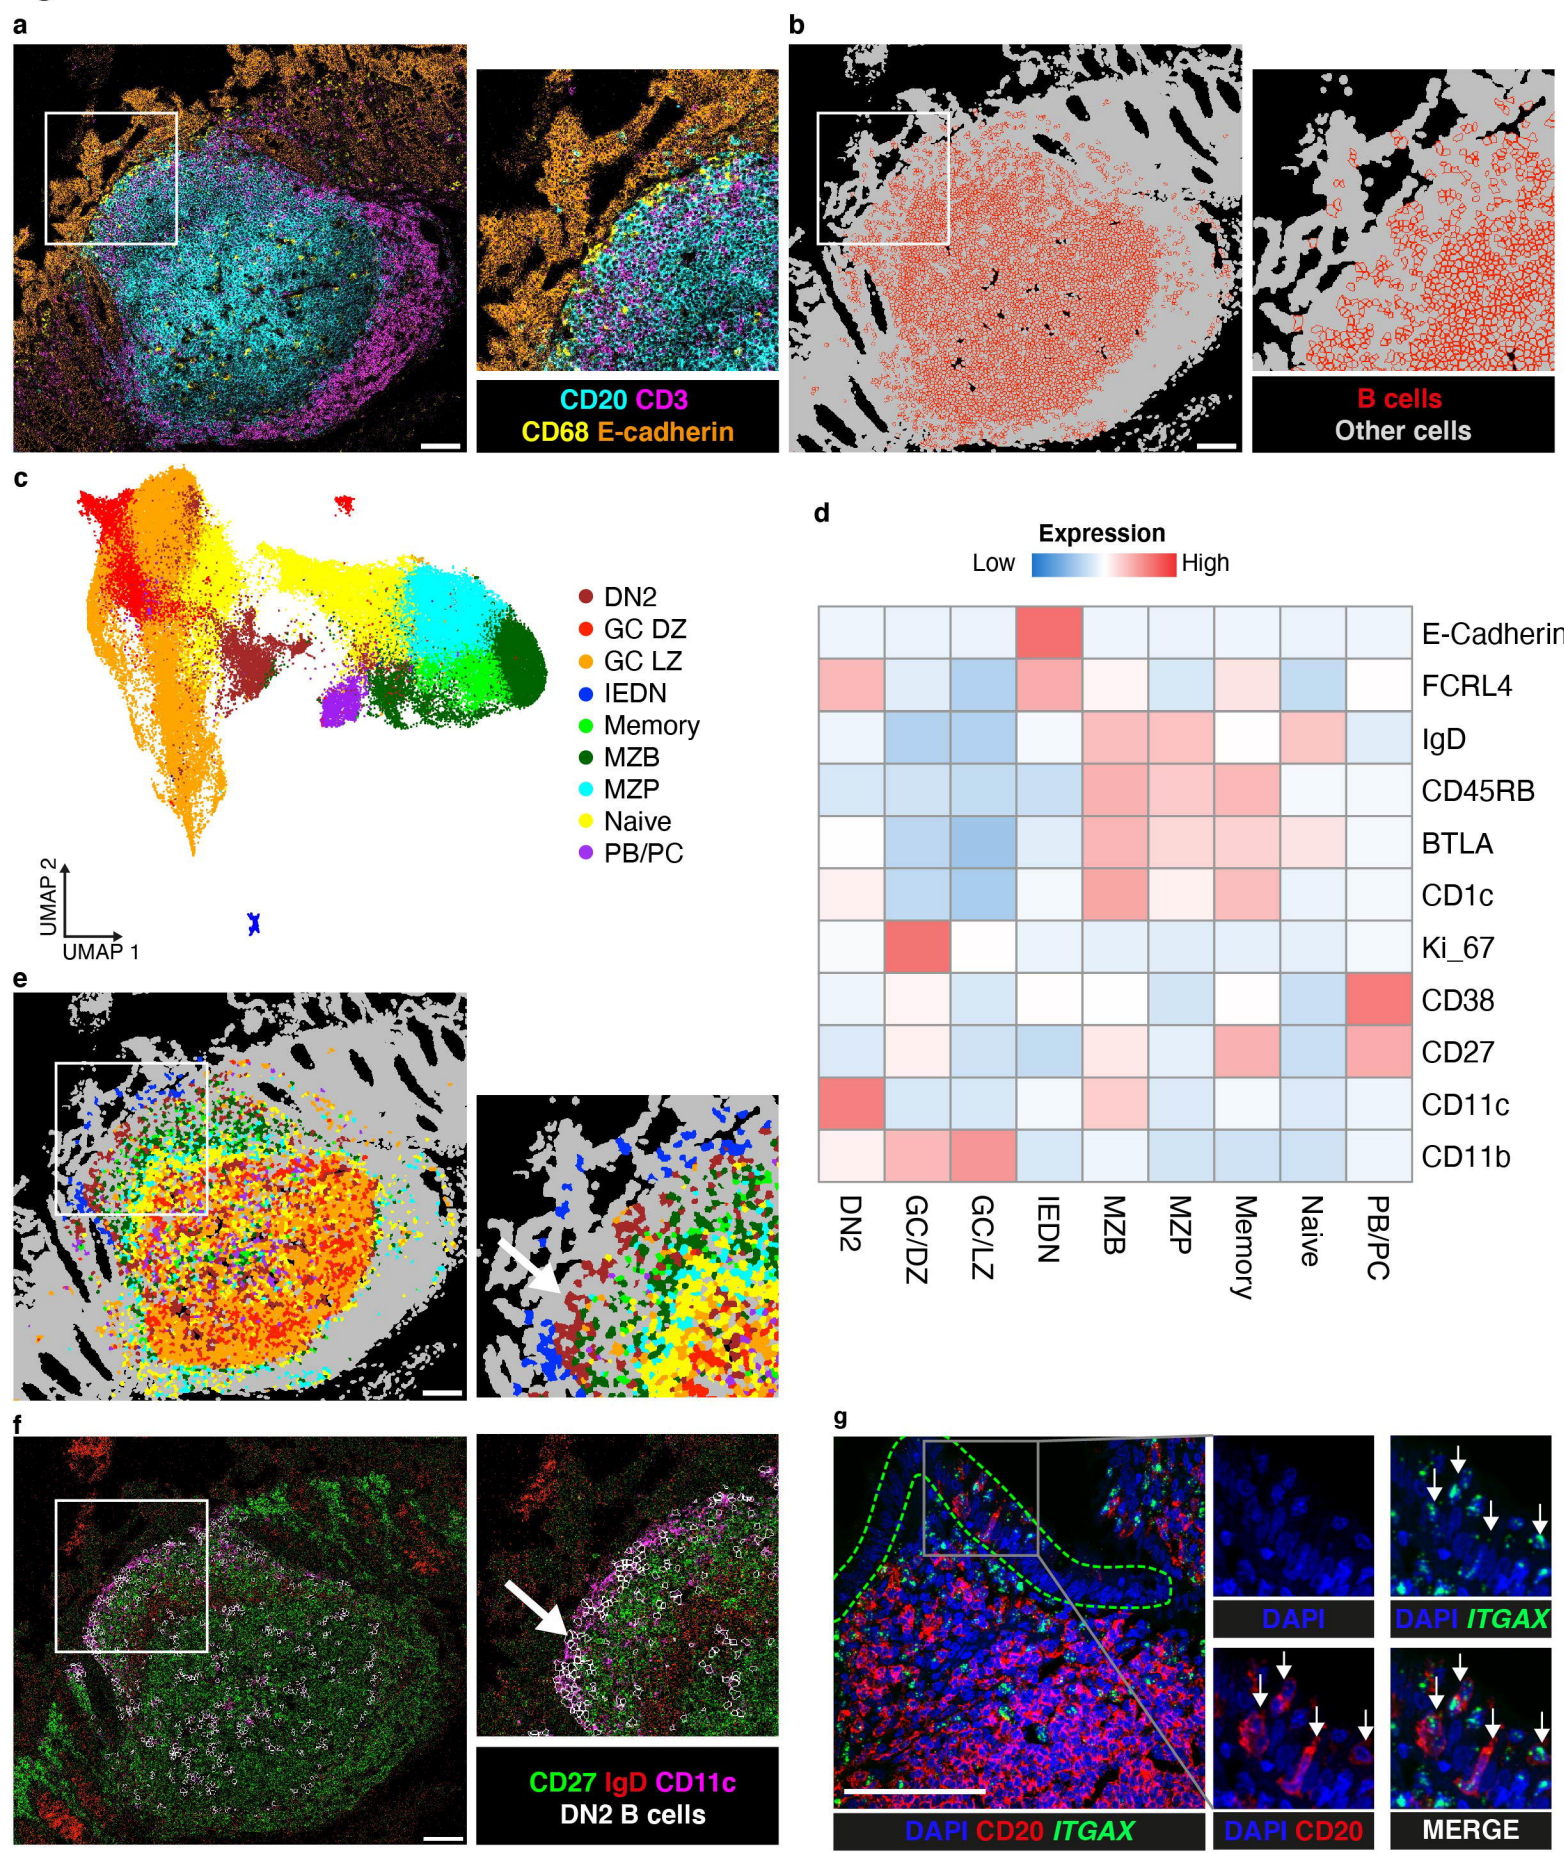 a
b
CD20 CD3
CD68 E-cadherin
B cells
Other cells
c
DN2
GC DZ
GC LZ
IEDN
Memory
MZB
MZP
Naive
PB/PC
UMAP 2
UMAP 1
d
Expression
Low High
E-Cadherin
FCRL4
IgD
CD45RB
BTLA
CD1c
Ki_67
CD38
CD27
CD11c
CD11b
DN2
GC/DZ
GC/LZ
IEDN
MZB
MZP
Memory
Naive
PB/PC
e
f
CD27 IgD CD11c
DN2 B cells
g
DAPI CD20 ITGAX
DAPI
DAPI ITGAX
DAPI CD20
MERGE